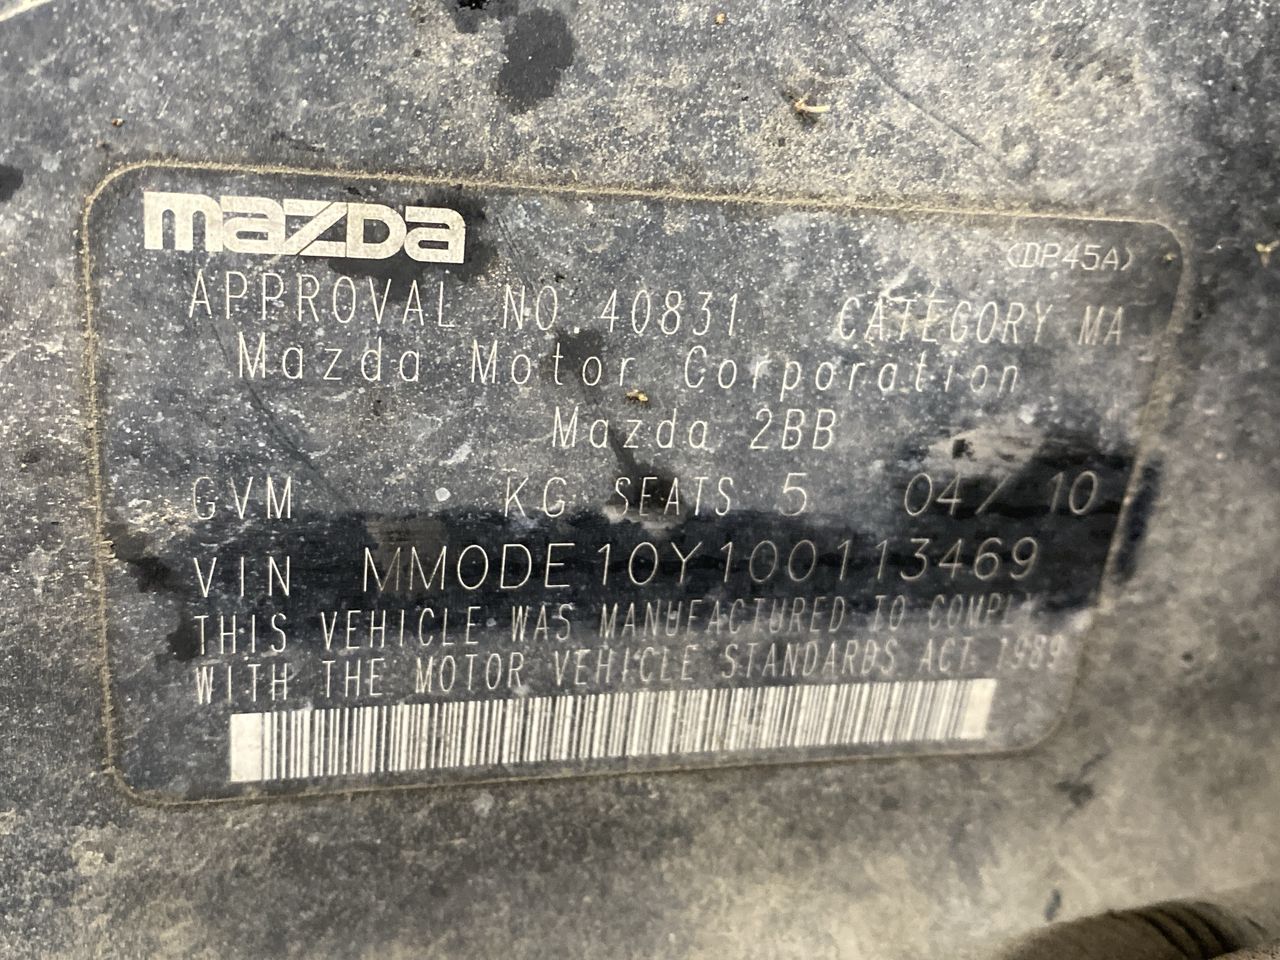 mazda
<DP45A>
APPROVAL NO. 40831 CATEGORY MA
Mazda Motor Corporation
Mazda 2BB
GVM KG SEATS 5 04/10
VIN MM0DE10Y100113469
THIS VEHICLE WAS MANUFACTURED TO COMPLY
WITH THE MOTOR VEHICLE STANDARDS ACT 1989